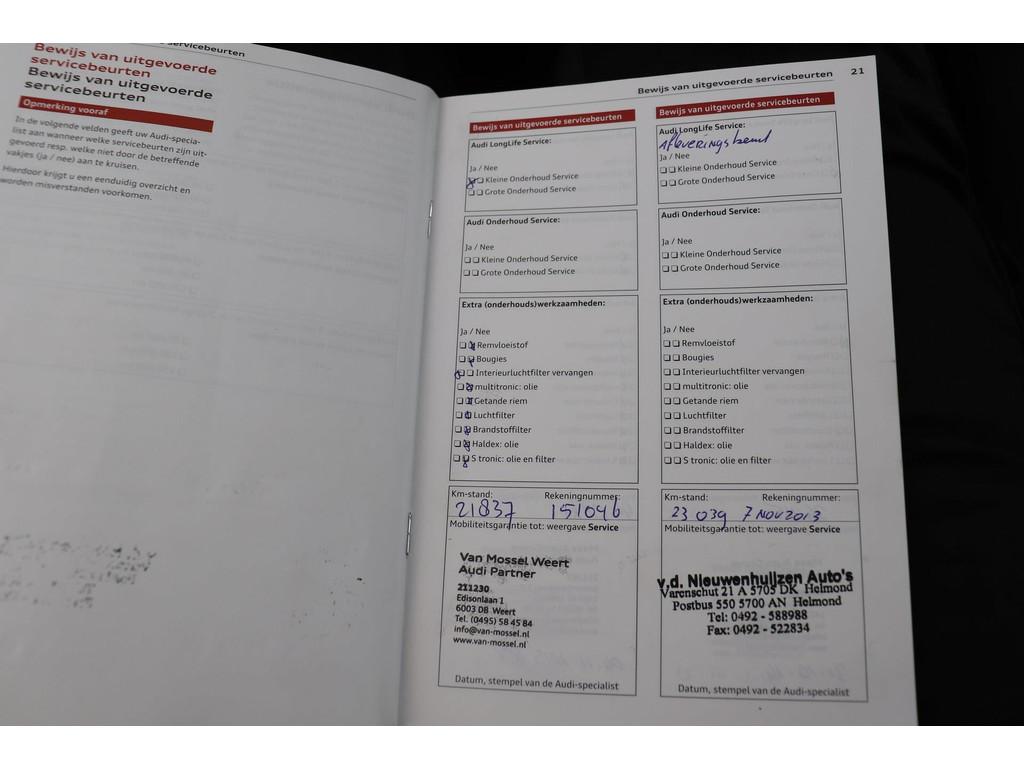 servicebeurten
Bewijs van uitgevoerde
servicebeurten
Bewijs van uitgevoerde
servicebeurten
Opmerking vooraf
In de volgende velden geeft uw Audi-specia-
list aan wanneer welke servicebeurten zijn uit-
gevoerd resp. welke niet door de betreffende
vakjes (ja / nee) aan te kruisen.
Hierdoor krijgt u een eenduidig overzicht en
worden misverstanden voorkomen.
Bewijs van uitgevoerde servicebeurten 21
Bewijs van uitgevoerde servicebeurten
Audi LongLife Service:
Ja / Nee
Kleine Onderhoud Service
Grote Onderhoud Service
Audi Onderhoud Service:
Ja / Nee
Kleine Onderhoud Service
Grote Onderhoud Service
Extra (onderhouds)werkzaamheden:
Ja / Nee
Remvloeistof
Bougies
Interieurluchtfilter vervangen
multitronic: olie
Getande riem
Luchtfilter
Brandstoffilter
Haldex: olie
S tronic: olie en filter
Km-stand: Rekeningnummer:
21837 151046
Mobiliteitsgarantie tot: weergave Service
Van Mossel Weert
Audi Partner
211230
Edisonlaan 1
6003 DB Weert
Tel. (0495) 58 45 84
info@van-mossel.nl
www.van-mossel.nl
Datum, stempel van de Audi-specialist
Bewijs van uitgevoerde servicebeurten
Audi LongLife Service:
Afleveringsbeurt
Ja / Nee
Kleine Onderhoud Service
Grote Onderhoud Service
Audi Onderhoud Service:
Ja / Nee
Kleine Onderhoud Service
Grote Onderhoud Service
Extra (onderhouds)werkzaamheden:
Ja / Nee
Remvloeistof
Bougies
Interieurluchtfilter vervangen
multitronic: olie
Getande riem
Luchtfilter
Brandstoffilter
Haldex: olie
S tronic: olie en filter
Km-stand: Rekeningnummer:
23 039 7 NOV 2013
Mobiliteitsgarantie tot: weergave Service
v.d. Nieuwenhuijzen Auto's
Varenschut 21 A 5705 DK Helmond
Postbus 550 5700 AN Helmond
Tel: 0492 - 588988
Fax: 0492 - 522834
Datum, stempel van de Audi-specialist